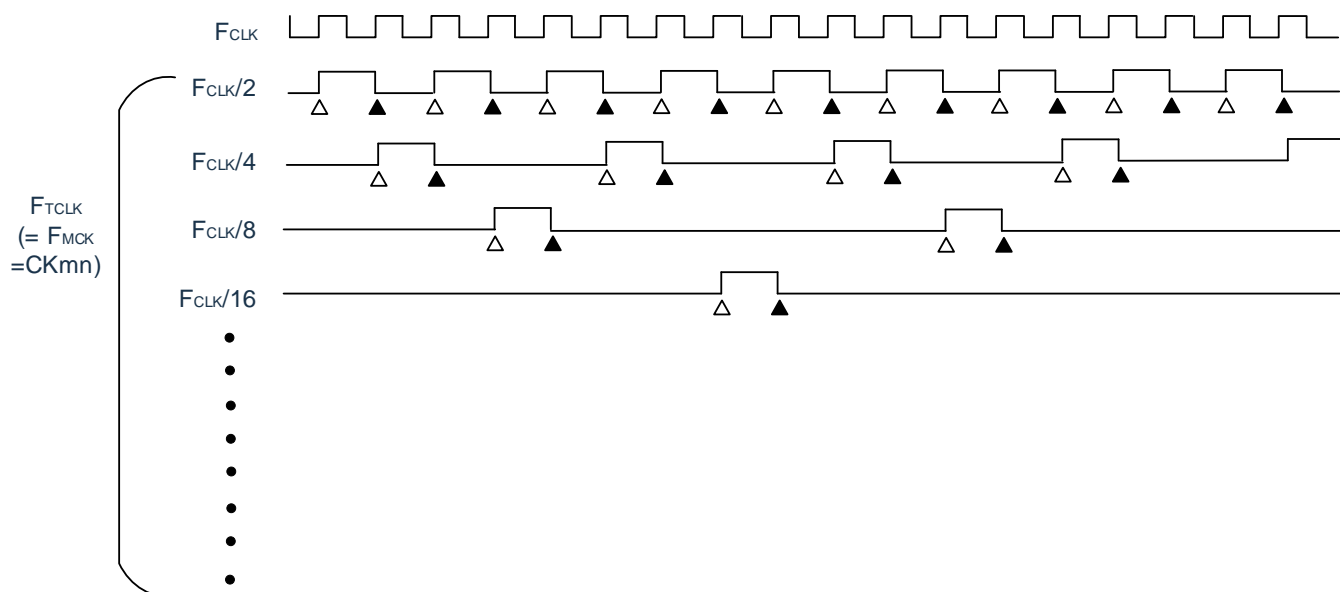 FCLK
FCLK/2
FCLK/4
FTCLK
(= FMCK
=CKmn)
FCLK/8
FCLK/16